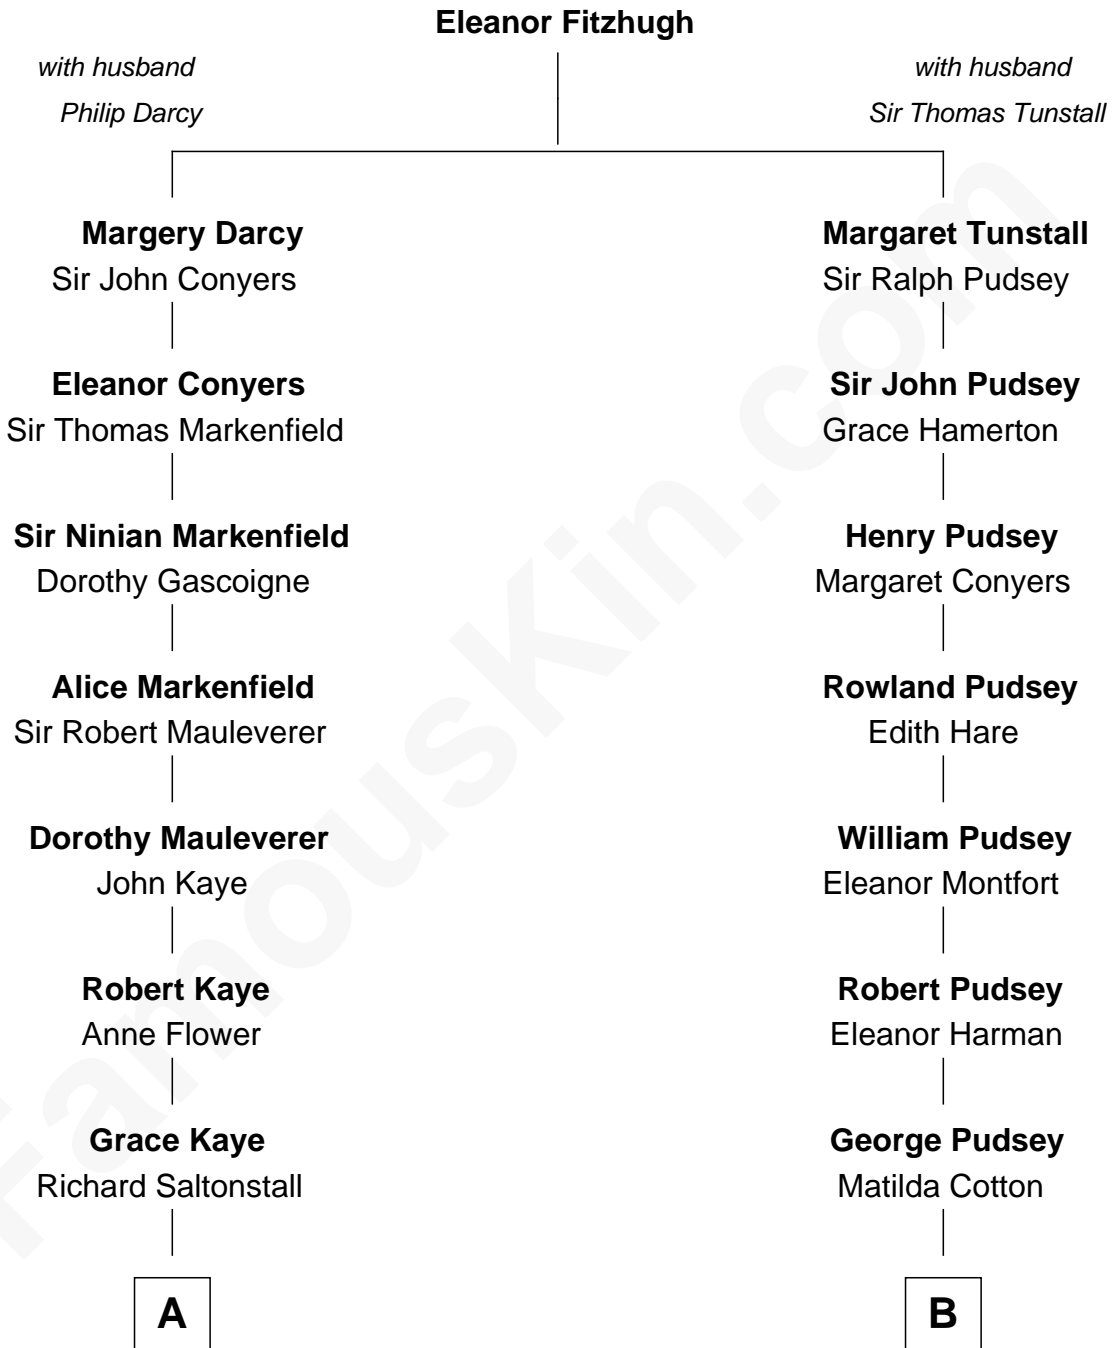 Eleanor Fitzhugh
with husband
Philip Darcy
with husband
Sir Thomas Tunstall
Margery Darcy
Sir John Conyers
Margaret Tunstall
Sir Ralph Pudsey
Eleanor Conyers
Sir Thomas Markenfield
Sir John Pudsey
Grace Hamerton
Sir Ninian Markenfield
Dorothy Gascoigne
Henry Pudsey
Margaret Conyers
Alice Markenfield
Sir Robert Mauleverer
Rowland Pudsey
Edith Hare
Dorothy Mauleverer
John Kaye
William Pudsey
Eleanor Montfort
Robert Kaye
Anne Flower
Robert Pudsey
Eleanor Harman
Grace Kaye
Richard Saltonstall
George Pudsey
Matilda Cotton
A
B
FamousKin.com